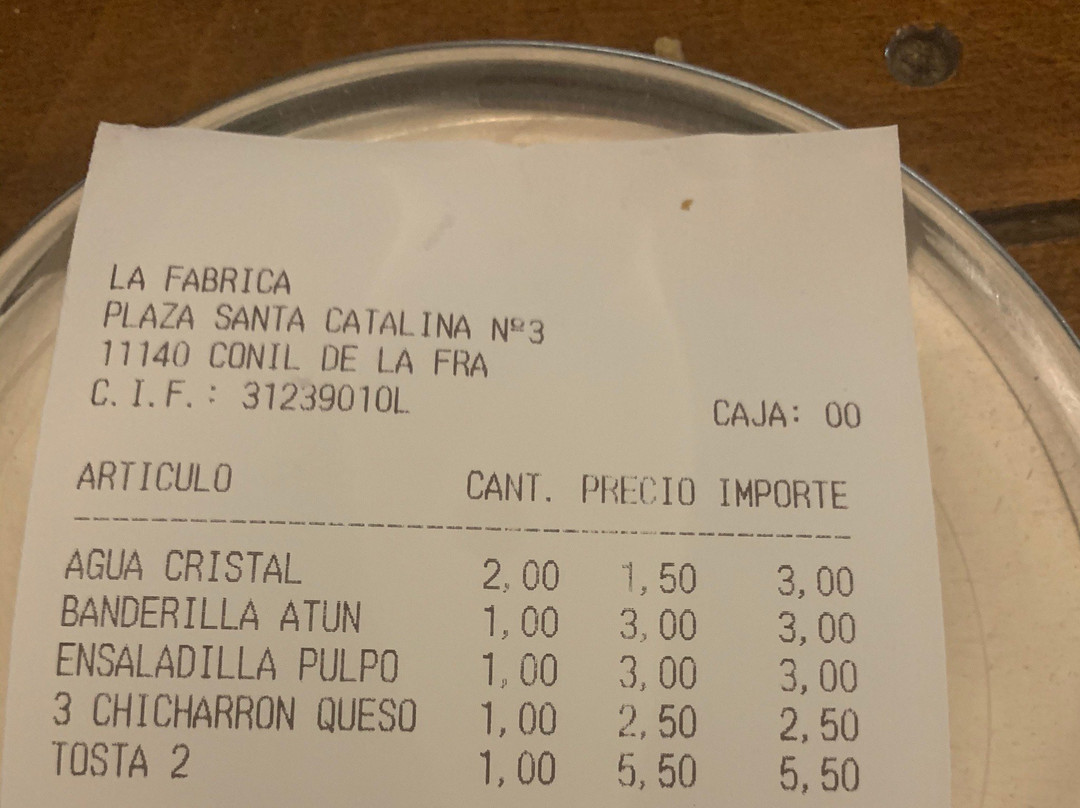 LA FABRICA
PLAZA SANTA CATALINA Nº3
11140 CONIL DE LA FRA
C.I.F.: 31239010L
CAJA: 00
ARTICULO CANT. PRECIO IMPORTE
AGUA CRISTAL 2,00 1,50 3,00
BANDERILLA ATUN 1,00 3,00 3,00
ENSALADILLA PULPO 1,00 3,00 3,00
3 CHICHARRON QUESO 1,00 2,50 2,50
TOSTA 2 1,00 5,50 5,50